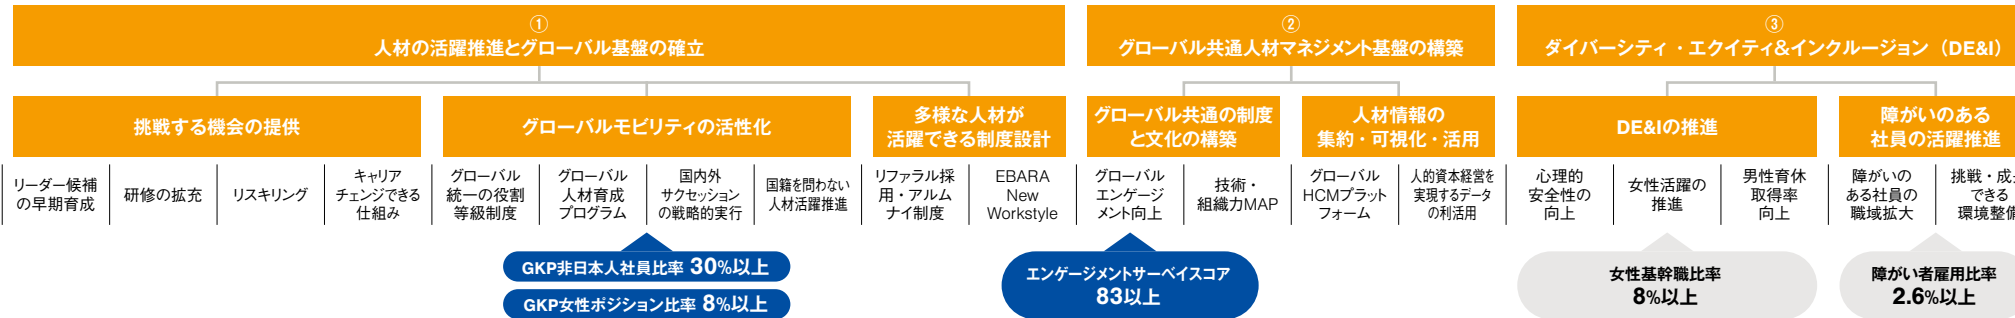 ①
人材の活躍推進とグローバル基盤の確立
②
グローバル共通人材マネジメント基盤の構築
③
ダイバーシティ・エクイティ&インクルージョン（DE&I）
挑戦する機会の提供
グローバルモビリティの活性化
多様な人材が
活躍できる制度設計
グローバル共通の制度
と文化の構築
人材情報の
集約・可視化・活用
DE&Iの推進
障がいのある
社員の活躍推進
リーダー候補
の早期育成
研修の拡充
リスキリング
キャリア
チェンジできる
仕組み
グローバル
統一の役割
等級制度
グローバル
人材育成
プログラム
国内外
サクセッション
の戦略的実行
国籍を問わない
人材活躍推進
リファラル採
用・アルム
ナイ制度
EBARA
New
Workstyle
グローバル
エンゲージ
メント向上
技術・
組織力MAP
グローバル
HCMプラット
フォーム
人的資本経営を
実現するデータ
の利活用
心理的
安全性の
向上
女性活躍の
推進
男性育休
取得率
向上
障がいの
ある社員の
職域拡大
挑戦・成長
できる
環境整備
GKP非日本人社員比率 30%以上
GKP女性ポジション比率 8%以上
エンゲージメントサーベイスコア
83以上
女性基幹職比率
8%以上
障がい者雇用比率
2.6%以上